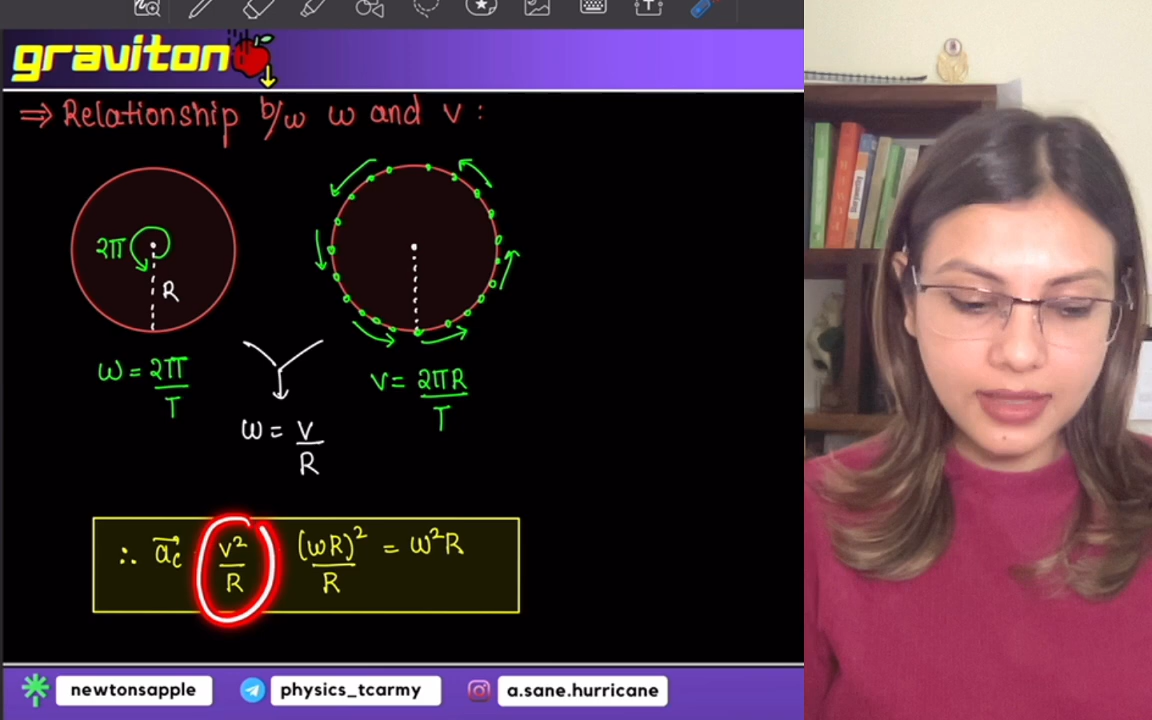 graviton
⇒ Relationship b/w ω and v :
2π
R
ω = 2π/T
v = 2πR/T
ω = v/R
∴ a⃗c v²/R (ωR)²/R = ω²R
newtonsapple
physics_tcarmy
a.sane.hurricane